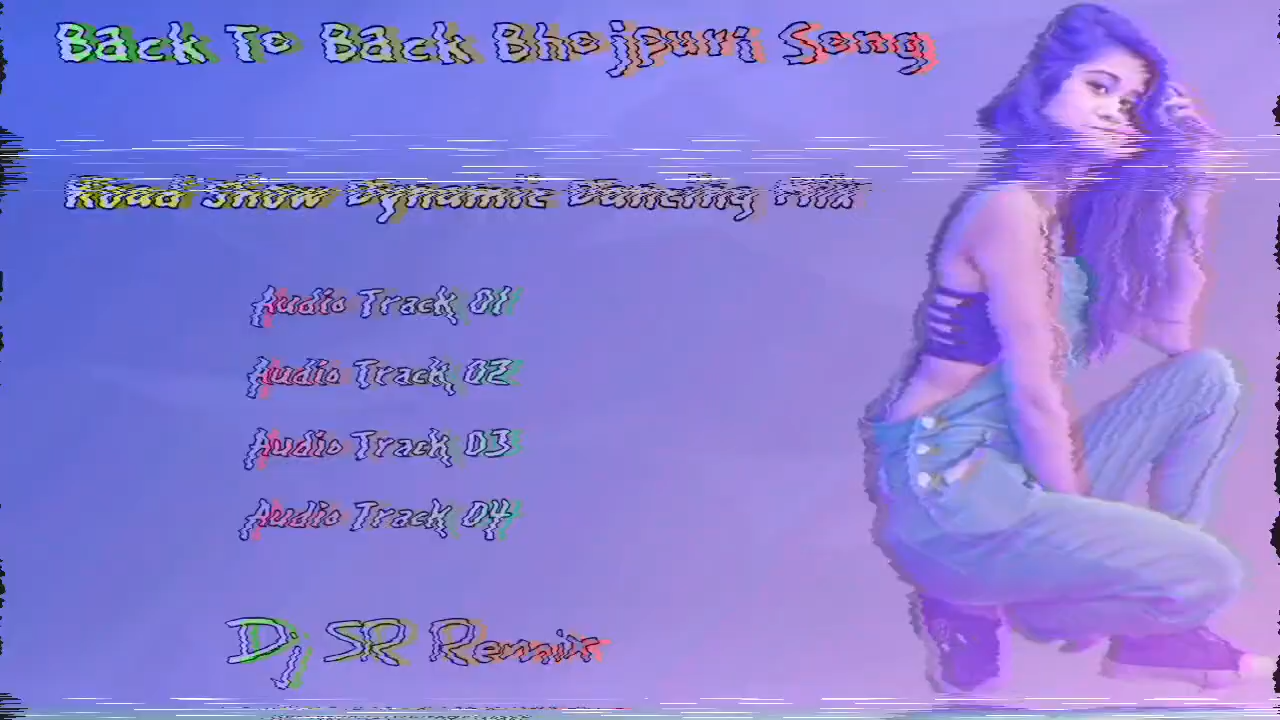 Back To Back Bhojpuri Song
Road Show Dynamic Dancing Mix
Audio Track 01
Audio Track 02
Audio Track 03
Audio Track 04
Dj SR Remix